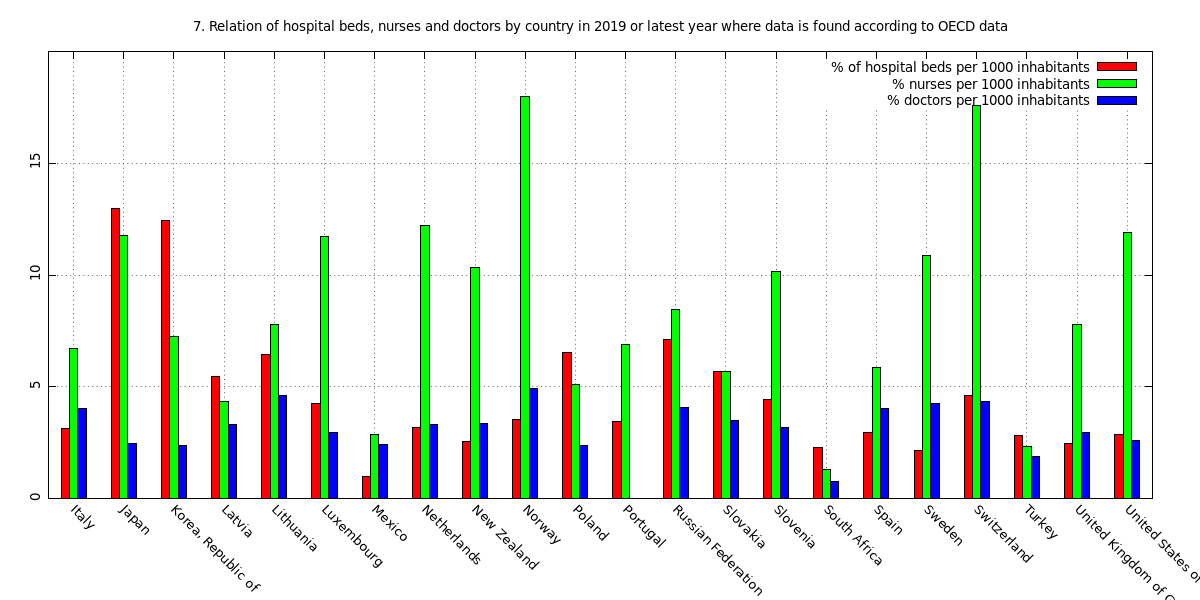 7. Relation of hospital beds, nurses and doctors by country in 2019 or latest year where data is found according to OECD data
% of hospital beds per 1000 inhabitants
% nurses per 1000 inhabitants
% doctors per 1000 inhabitants
15
10
5
0
Italy
Japan
Korea, Republic of
Latvia
Lithuania
Luxembourg
Mexico
Netherlands
New Zealand
Norway
Poland
Portugal
Russian Federation
Slovakia
Slovenia
South Africa
Spain
Sweden
Switzerland
Turkey
United Kingdom of
United States